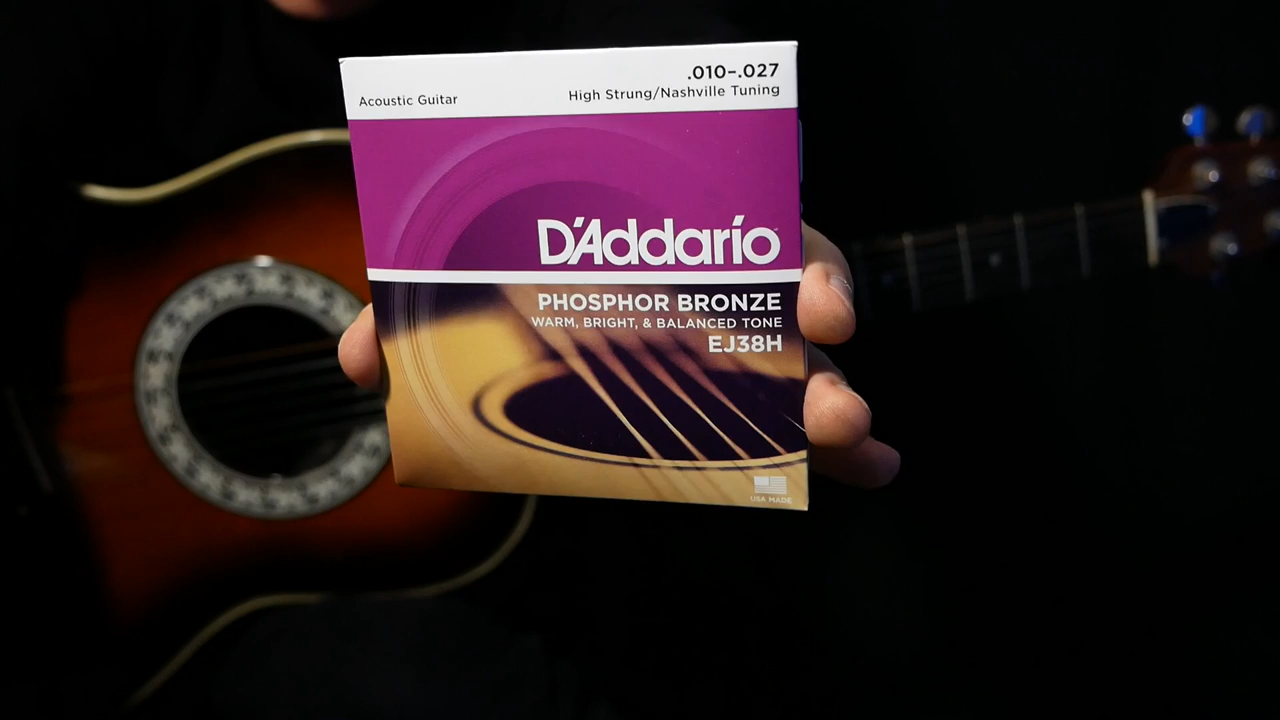 .010–.027
Acoustic Guitar
High Strung/Nashville Tuning
D'Addario
PHOSPHOR BRONZE
WARM, BRIGHT, & BALANCED TONE
EJ38H
USA MADE